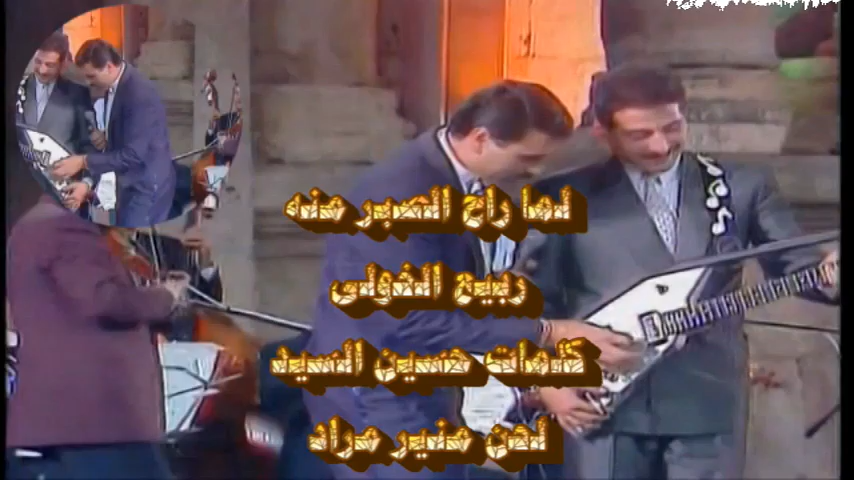 لما راح الصبر منه
ربيع الخولى
كلمات حسين السيد
لحن منير مراد